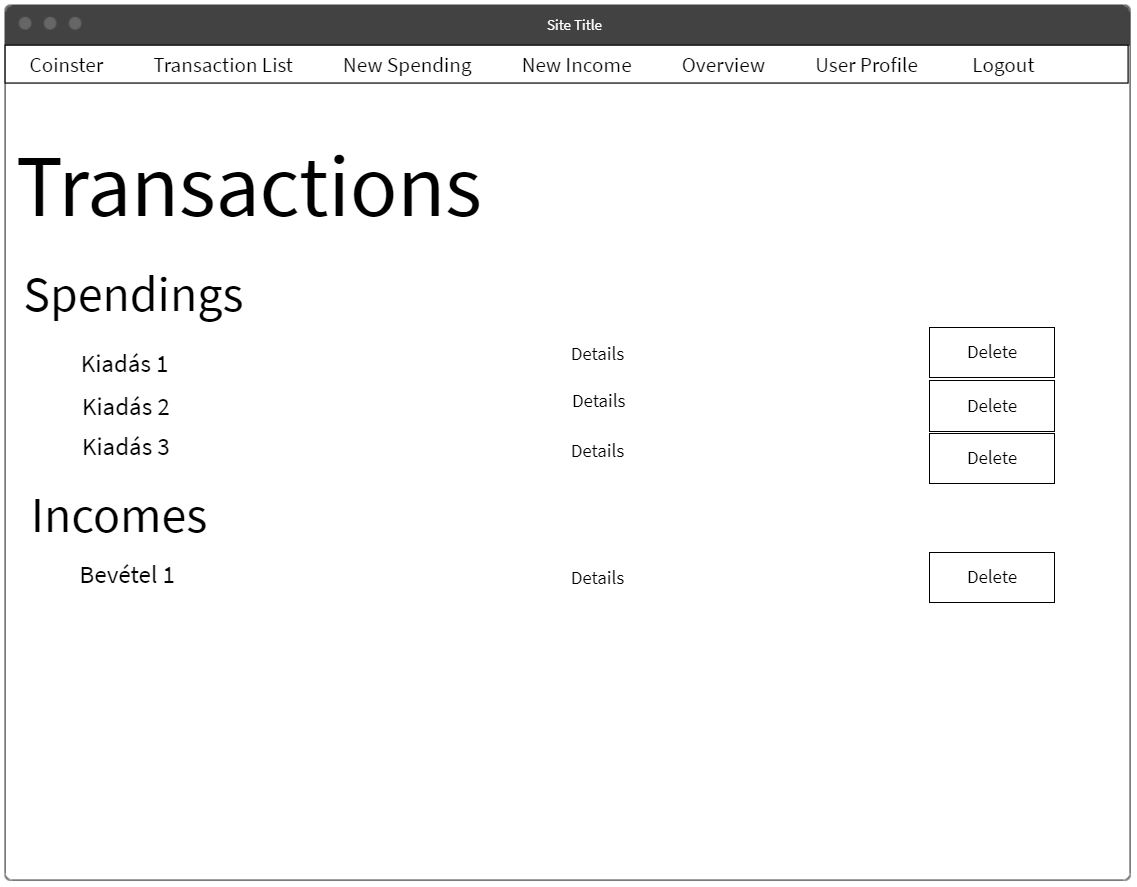 Site Title
Coinster Transaction List New Spending New Income Overview User Profile Logout
Transactions
Spendings
Kiadás 1 Details Delete
Kiadás 2 Details Delete
Kiadás 3 Details Delete
Incomes
Bevétel 1 Details Delete